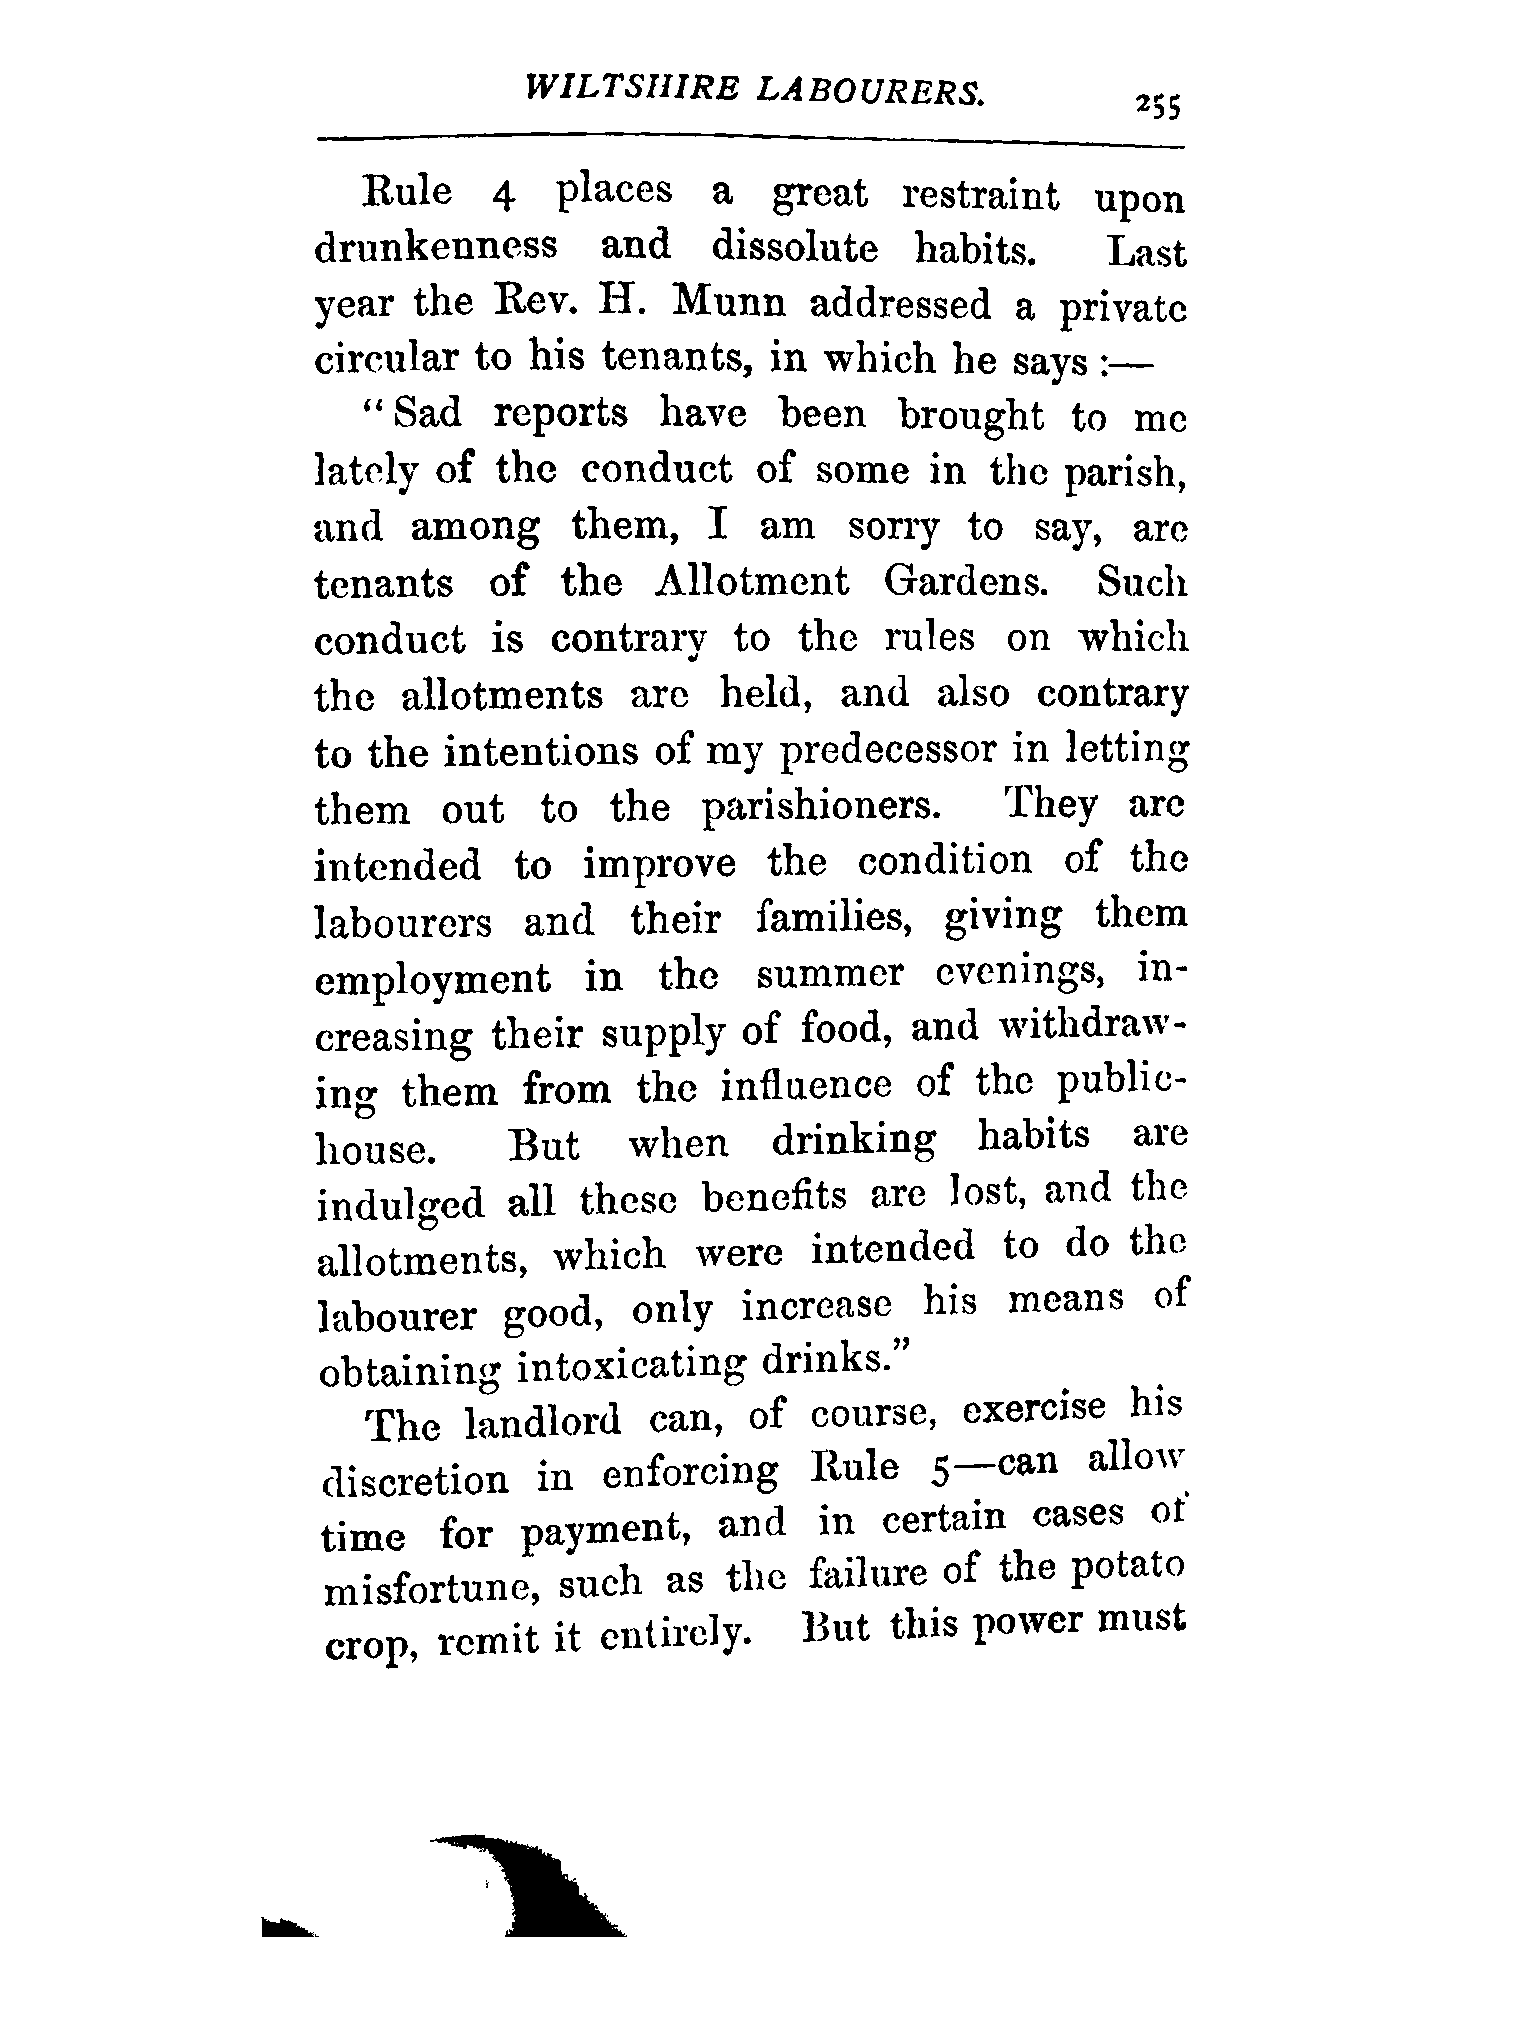 WILTSHIRE LABOURERS. 255
Rule 4 places a great restraint upon
drunkenness and dissolute habits. Last
year the Rev. H. Munn addressed a private
circular to his tenants, in which he says :—
“Sad reports have been brought to me
lately of the conduct of some in the parish,
and among them, I am sorry to say, are
tenants of the Allotment Gardens. Such
conduct is contrary to the rules on which
the allotments are held, and also contrary
to the intentions of my predecessor in letting
them out to the parishioners. They are
intended to improve the condition of the
labourers and their families, giving them
employment in the summer evenings, in-
creasing their supply of food, and withdraw-
ing them from the influence of the public-
house. But when drinking habits are
indulged all these benefits are lost, and the
allotments, which were intended to do the
labourer good, only increase his means of
obtaining intoxicating drinks.”
The landlord can, of course, exercise his
discretion in enforcing Rule 5—can allow
time for payment, and in certain cases of
misfortune, such as the failure of the potato
crop, remit it entirely. But this power must